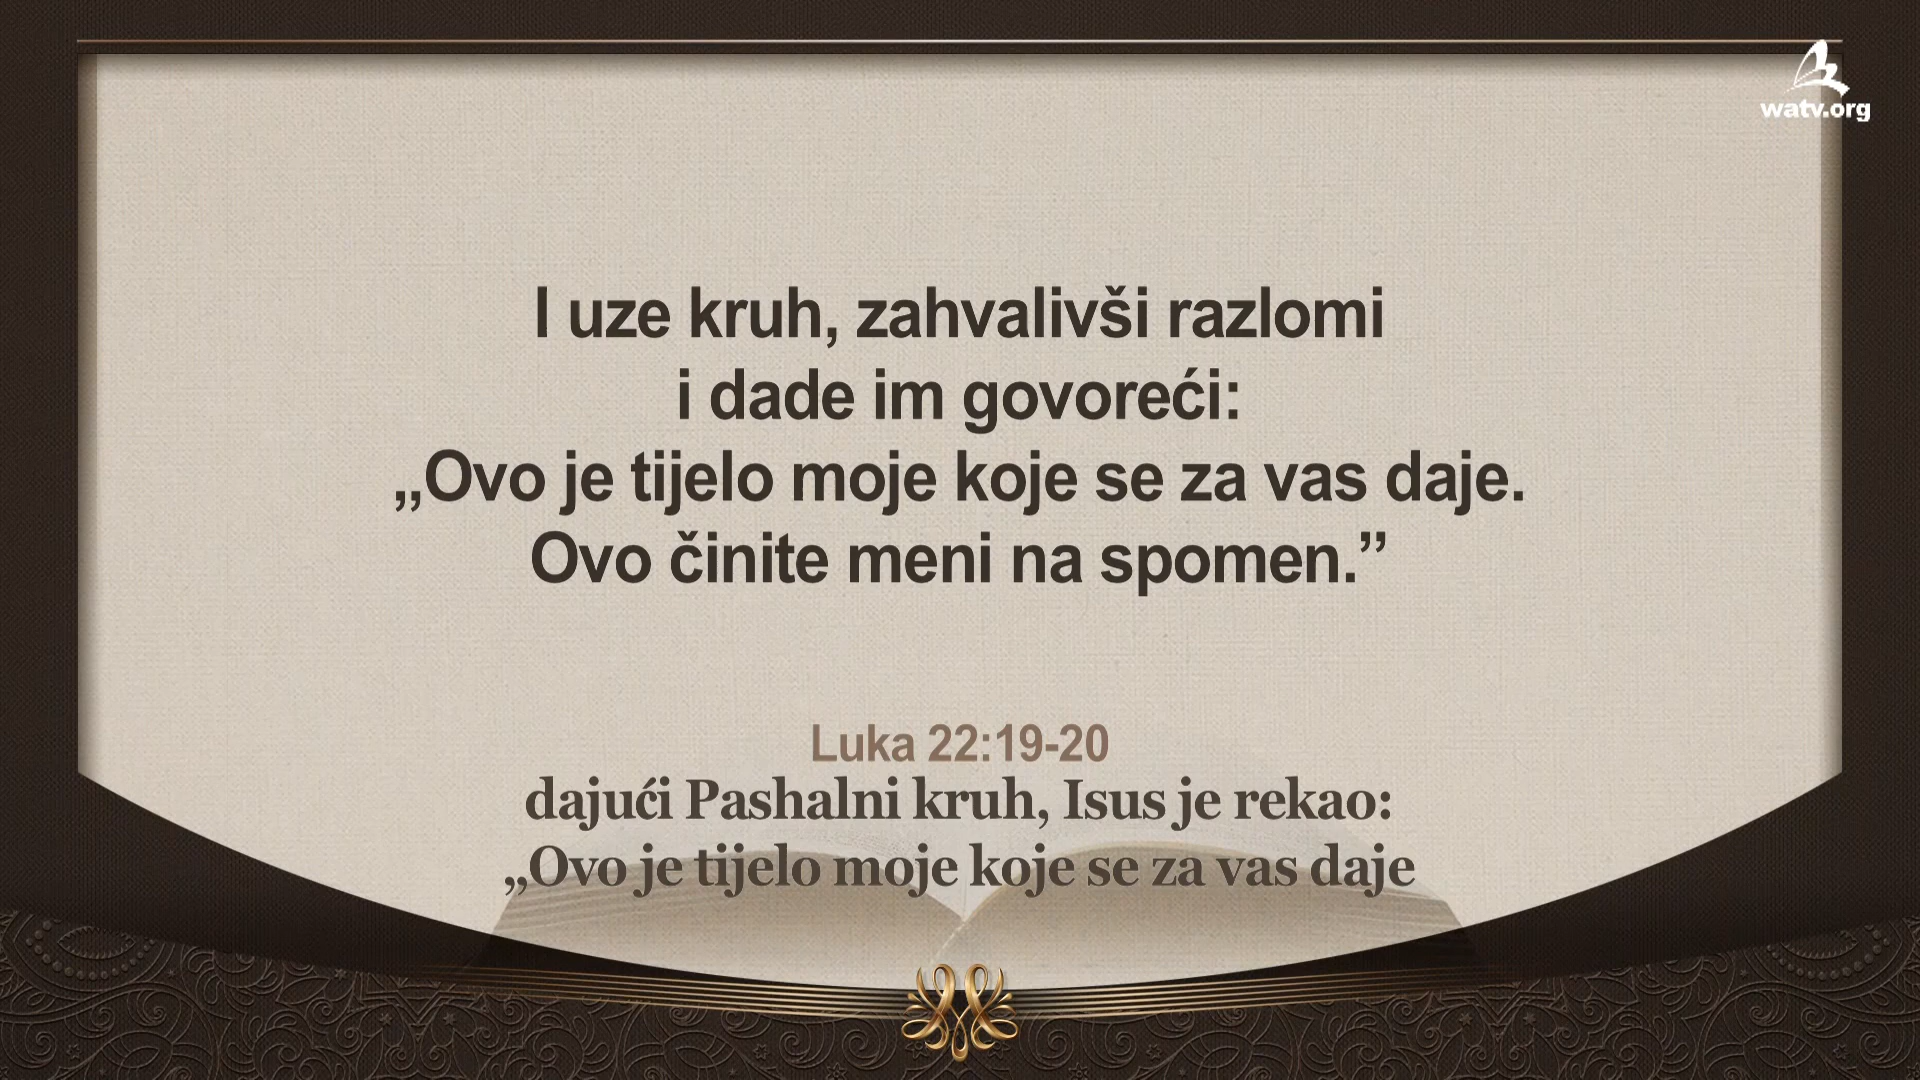 watv.org
I uze kruh, zahvalivši razlomi
i dade im govoreći:
„Ovo je tijelo moje koje se za vas daje.
Ovo činite meni na spomen.”
Luka 22:19-20
dajući Pashalni kruh, Isus je rekao:
„Ovo je tijelo moje koje se za vas daje